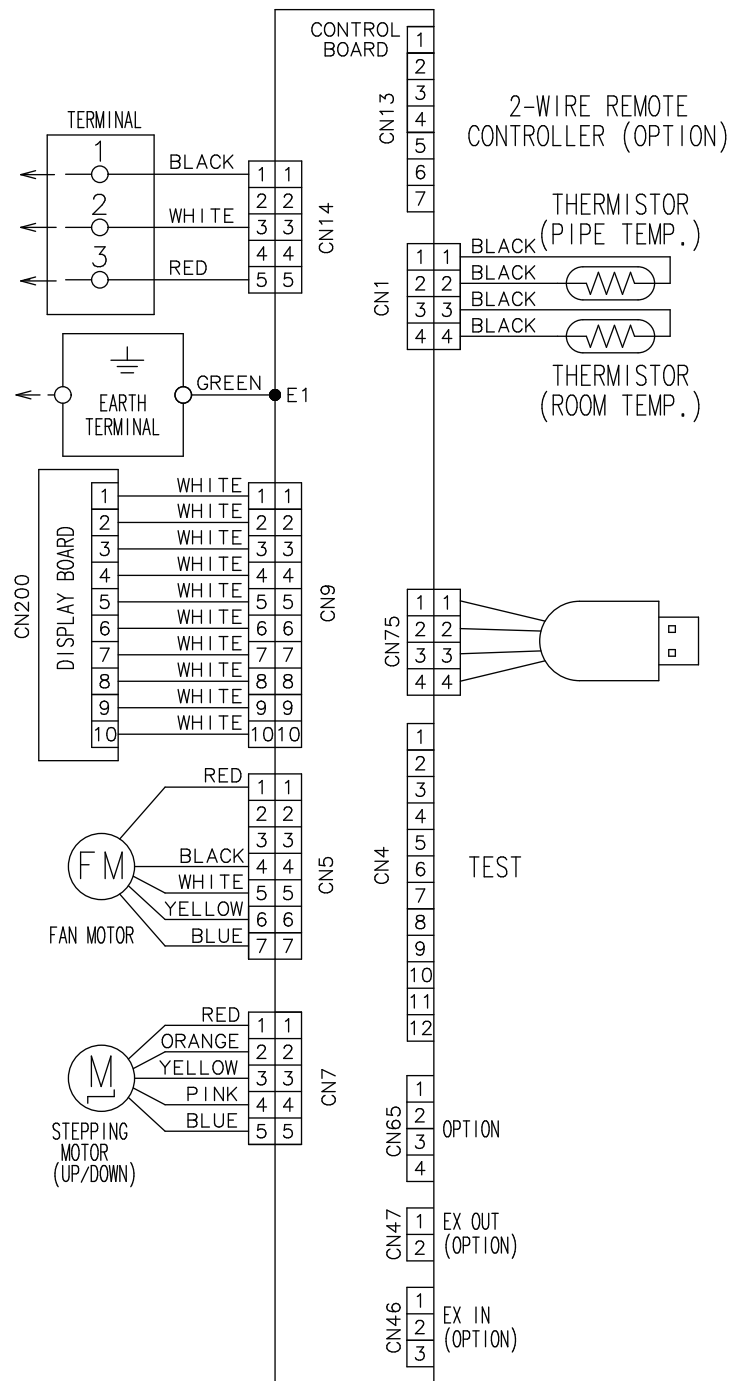 CONTROL
BOARD
CN13
1
2
3
4
5
6
7
2-WIRE REMOTE
CONTROLLER (OPTION)
TERMINAL
1
2
3
BLACK
WHITE
RED
1 1
2 2
3 3
4 4
5 5
CN14
THERMISTOR
(PIPE TEMP.)
CN1
1 1
2 2
3 3
4 4
BLACK
BLACK
BLACK
BLACK
THERMISTOR
(ROOM TEMP.)
EARTH
TERMINAL
GREEN
E1
CN200
DISPLAY BOARD
1
2
3
4
5
6
7
8
9
10
WHITE
WHITE
WHITE
WHITE
WHITE
WHITE
WHITE
WHITE
WHITE
WHITE
1 1
2 2
3 3
4 4
5 5
6 6
7 7
8 8
9 9
10 10
CN9
CN75
1 1
2 2
3 3
4 4
FM
FAN MOTOR
RED
BLACK
WHITE
YELLOW
BLUE
1 1
2 2
3 3
4 4
5 5
6 6
7 7
CN5
CN4
1
2
3
4
5
6
7
8
9
10
11
12
TEST
M
STEPPING
MOTOR
(UP/DOWN)
RED
ORANGE
YELLOW
PINK
BLUE
1 1
2 2
3 3
4 4
5 5
CN7
CN65
1
2
3
4
OPTION
CN47
1
2
EX OUT
(OPTION)
CN46
1
2
3
EX IN
(OPTION)